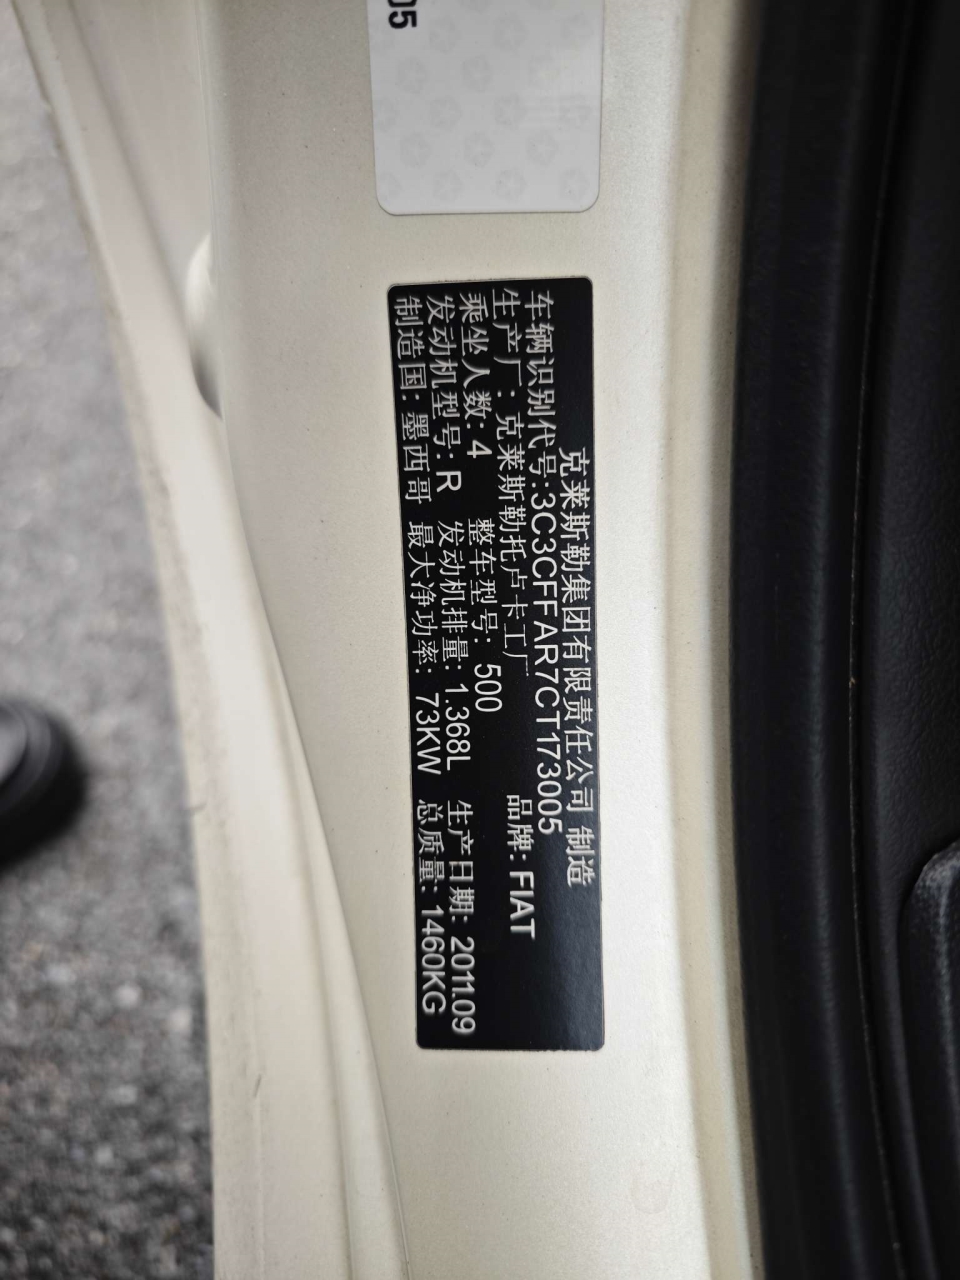 05
克莱斯勒集团有限责任公司 制造
车辆识别代号:3C3CFFAR7CT173005
生产厂:克莱斯勒托卢卡工厂 品牌: FIAT
乘坐人数: 4 整车型号: 500 生产日期: 2011.09
发动机型号: R 发动机排量: 1.368L 总质量: 1460KG
制造国: 墨西哥 最大净功率: 73KW